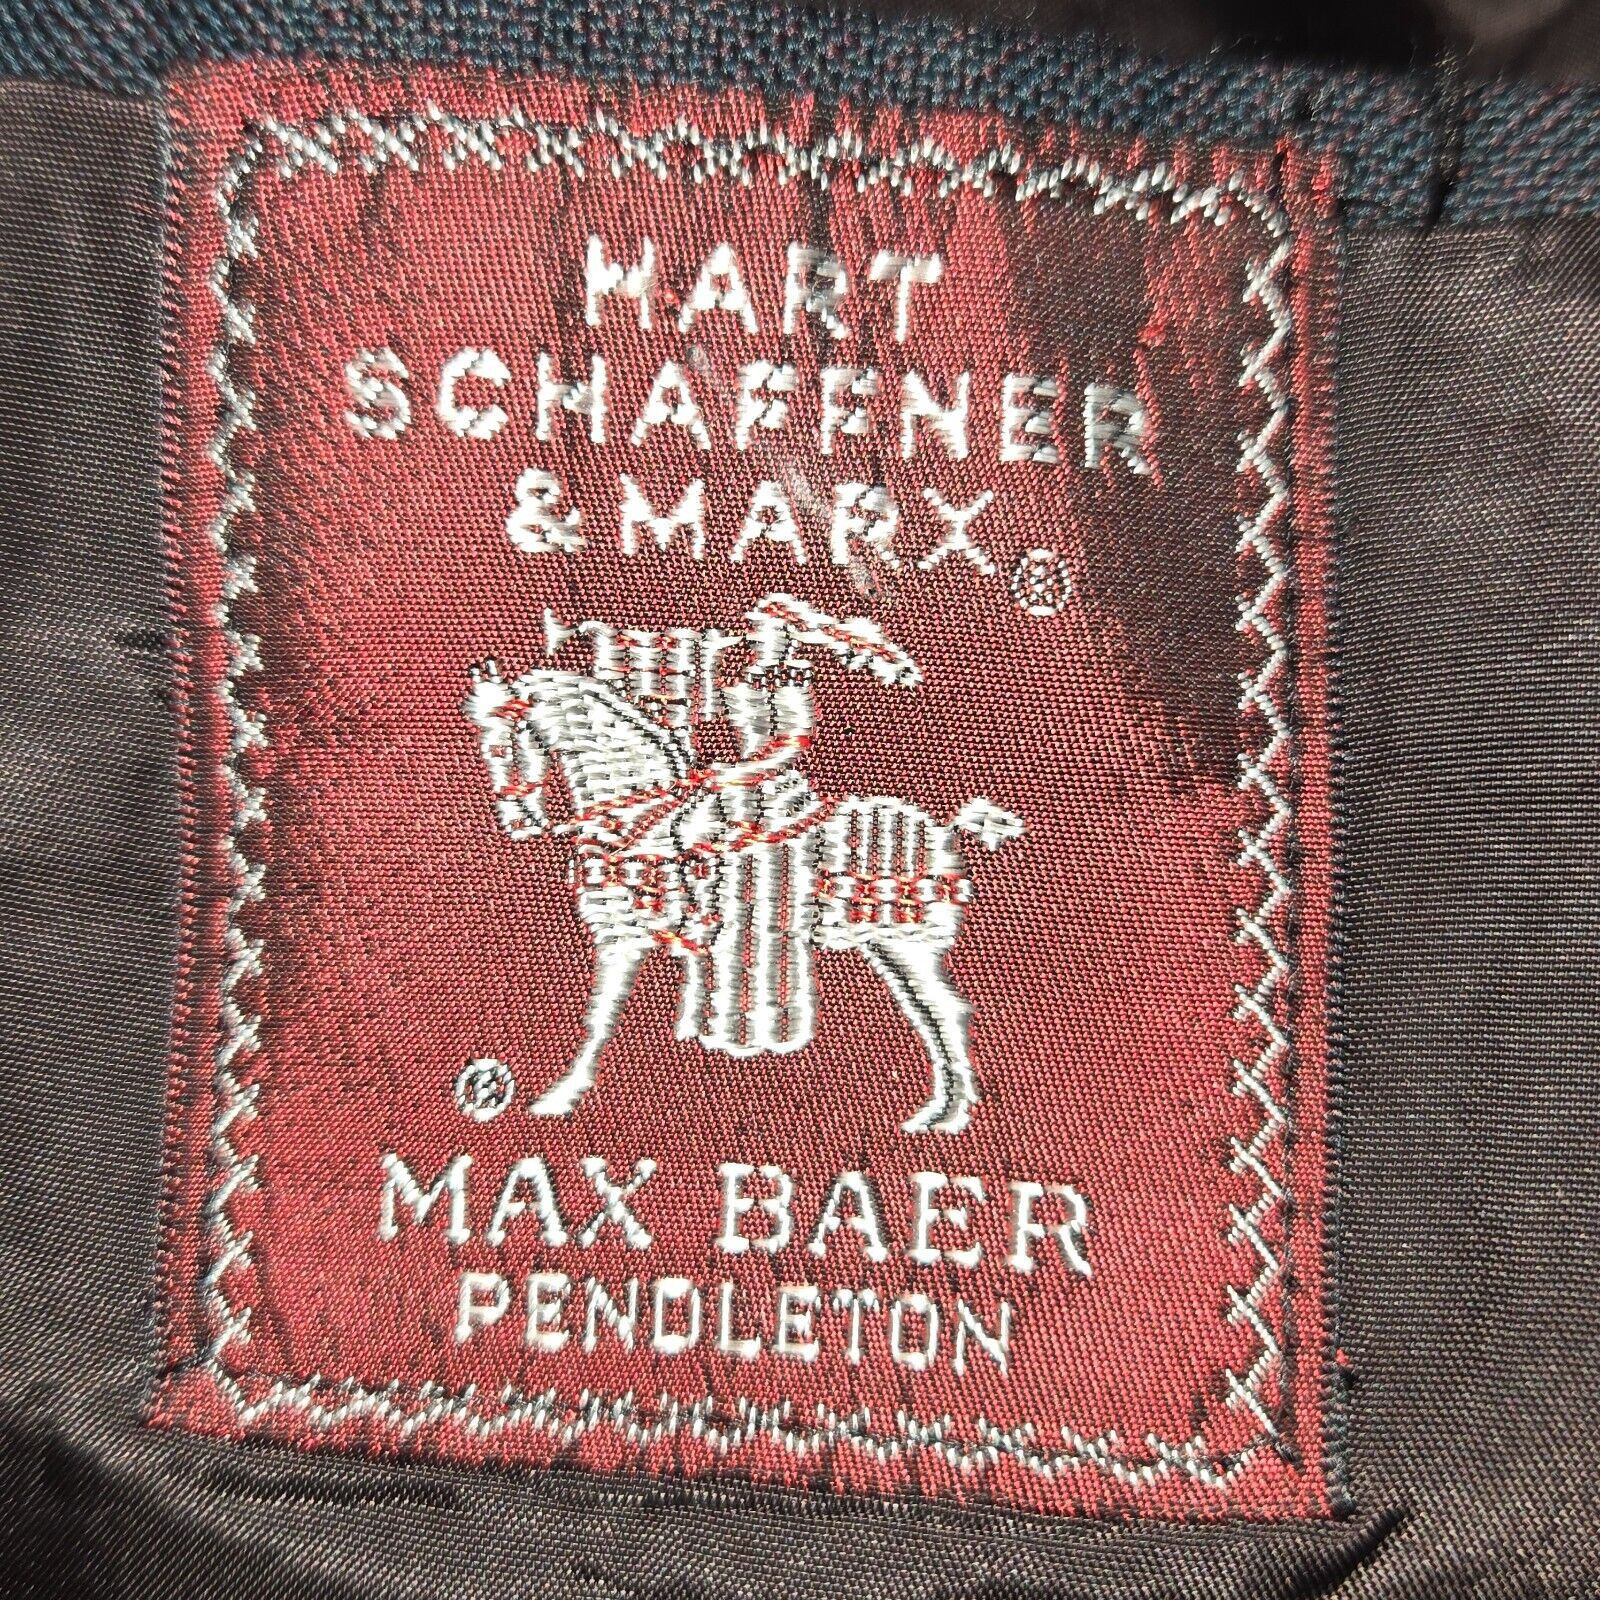 HART
SCHAFFNER
& MARX®
®
MAX BAER
PENDLETON